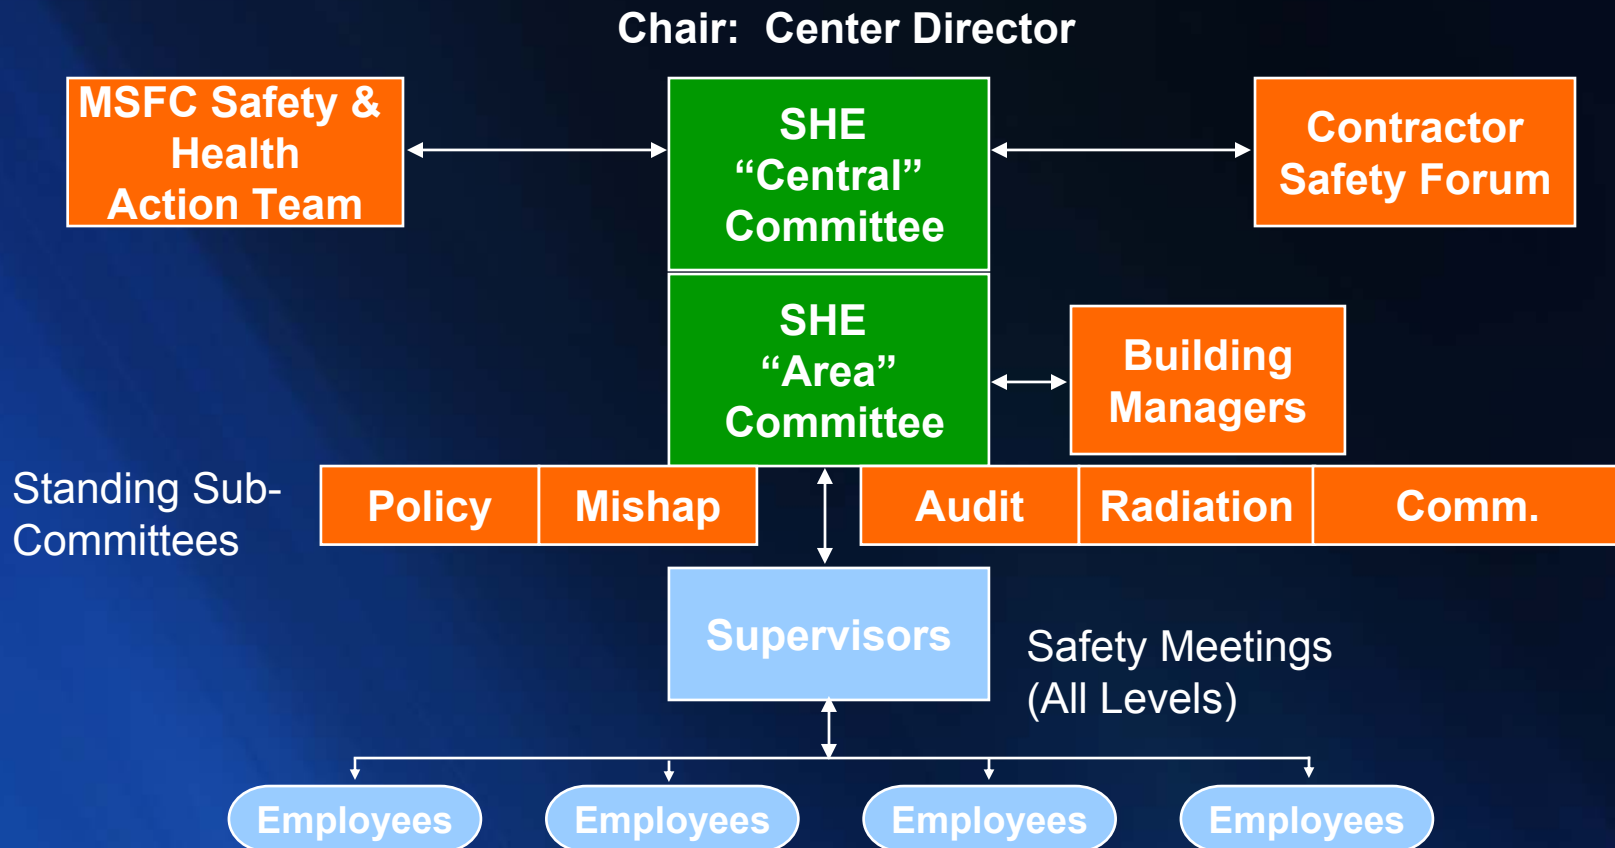 Chair: Center Director
MSFC Safety &
Health
Action Team
SHE
“Central”
Committee
Contractor
Safety Forum
SHE
“Area”
Committee
Building
Managers
Standing Sub-
Committees
Policy
Mishap
Audit
Radiation
Comm.
Supervisors
Safety Meetings
(All Levels)
Employees
Employees
Employees
Employees